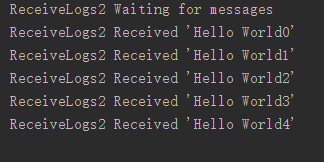 ReceiveLogs2 Waiting for messages
ReceiveLogs2 Received 'Hello World0'
ReceiveLogs2 Received 'Hello World1'
ReceiveLogs2 Received 'Hello World2'
ReceiveLogs2 Received 'Hello World3'
ReceiveLogs2 Received 'Hello World4'